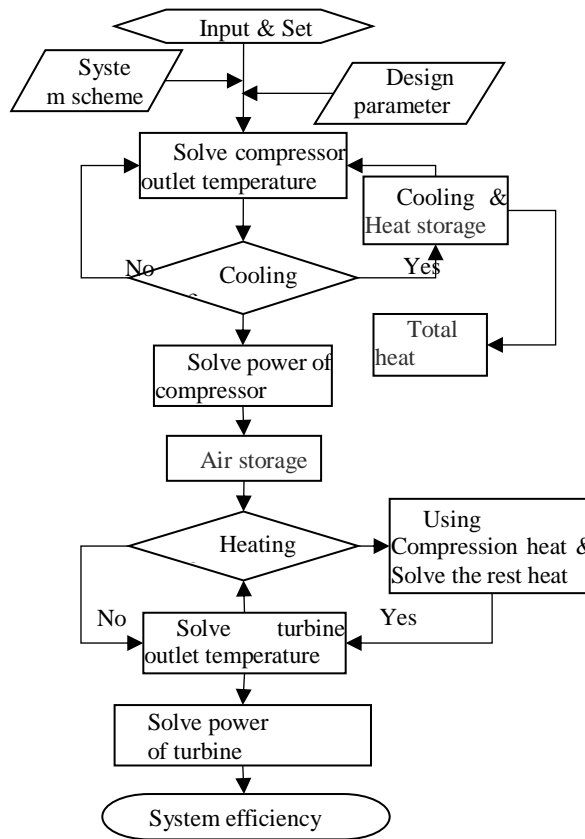 Input & Set
Syste
m scheme
Design
parameter
Solve compressor
outlet temperature
Cooling &
Heat storage
No
Cooling
Yes
Total
heat
Solve power of
compressor
Air storage
Heating
Using
Compression heat &
Solve the rest heat
No
Yes
Solve turbine
outlet temperature
Solve power
of turbine
System efficiency